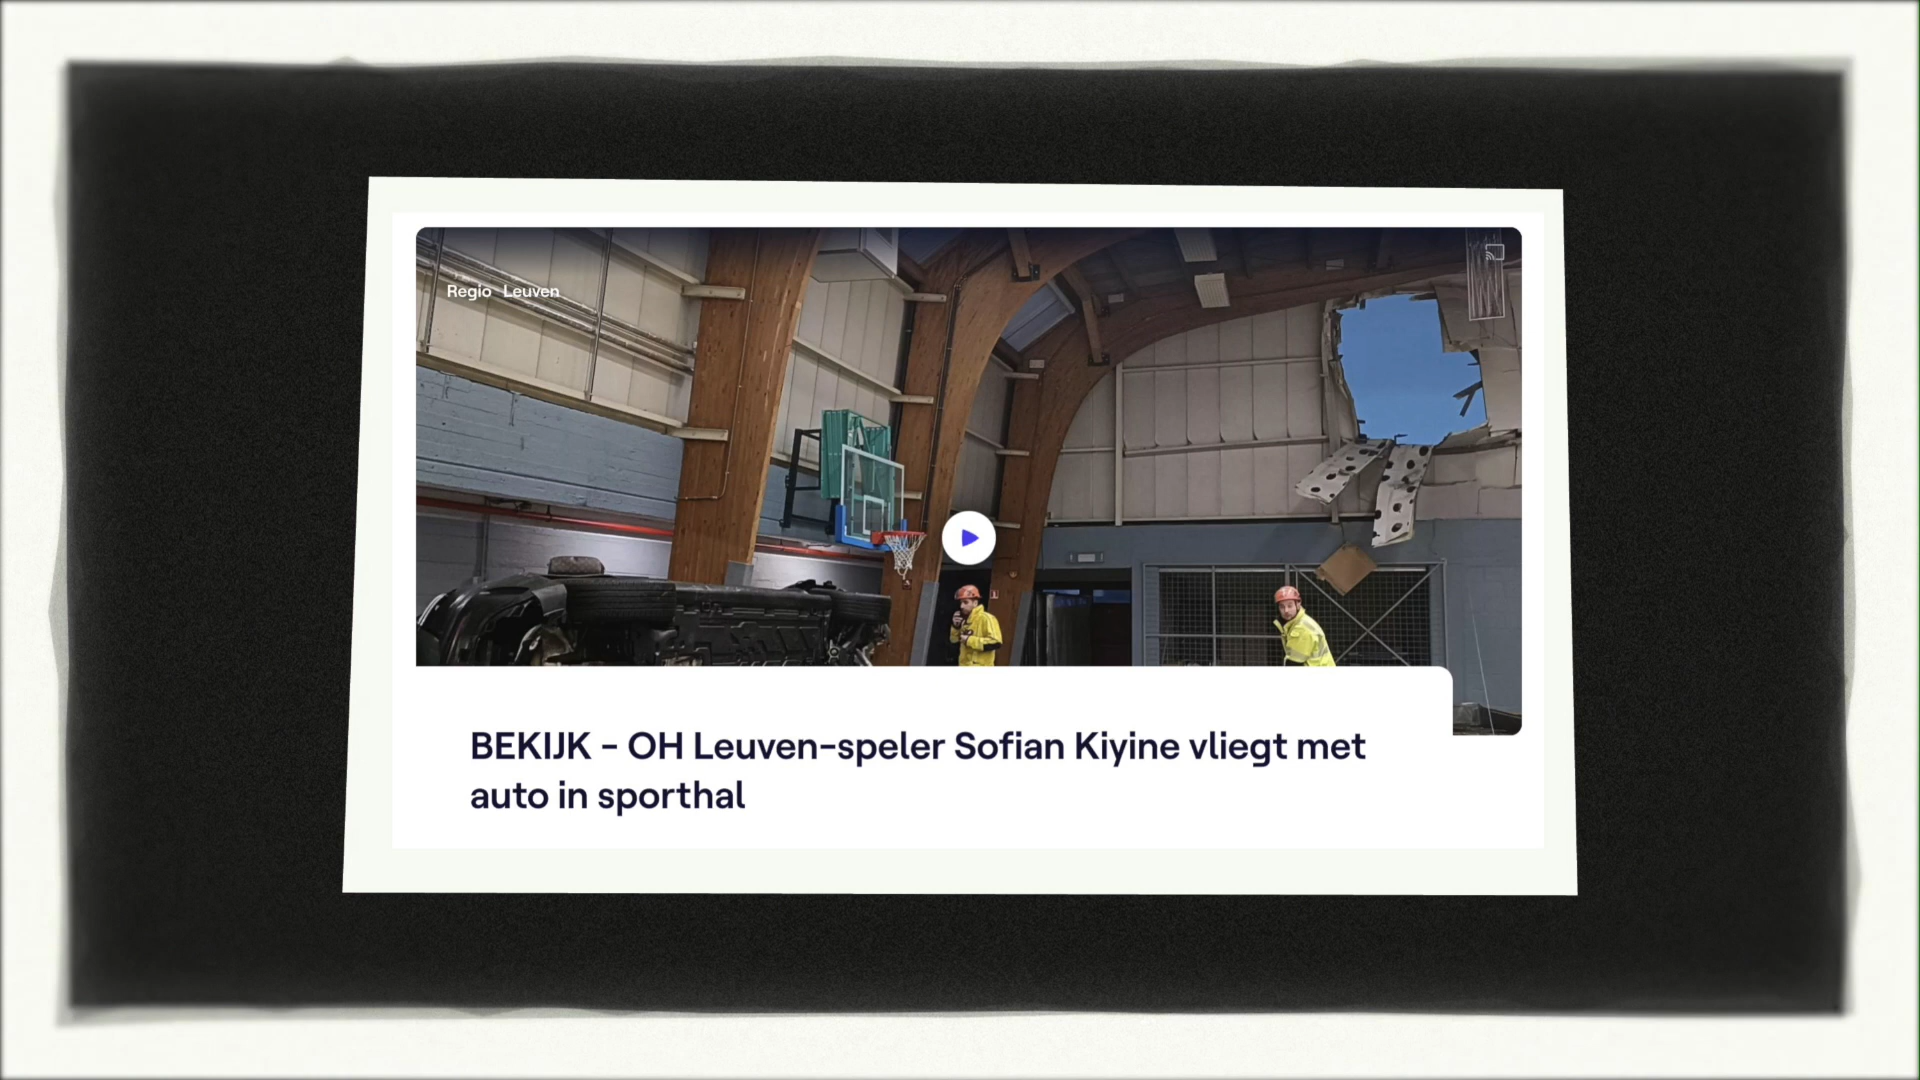 Regio · Leuven
BEKIJK - OH Leuven-speler Sofian Kiyine vliegt met
auto in sporthal